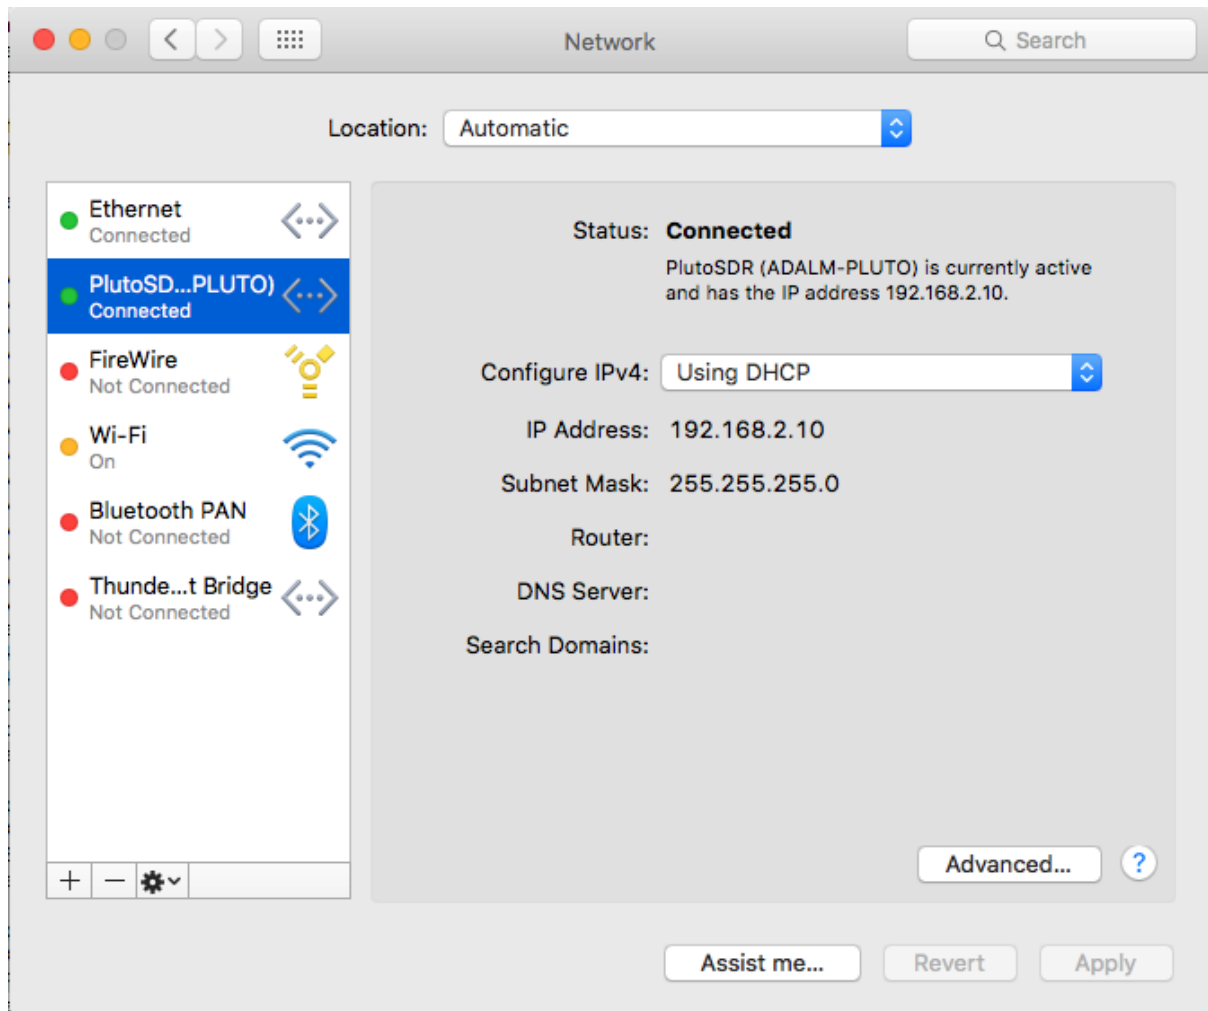 Network
Search
Location: Automatic
Ethernet
Connected
PlutoSD...PLUTO)
Connected
FireWire
Not Connected
Wi-Fi
On
Bluetooth PAN
Not Connected
Thunde...t Bridge
Not Connected
Status: Connected
PlutoSDR (ADALM-PLUTO) is currently active
and has the IP address 192.168.2.10.
Configure IPv4: Using DHCP
IP Address: 192.168.2.10
Subnet Mask: 255.255.255.0
Router:
DNS Server:
Search Domains:
Advanced... ?
Assist me... Revert Apply